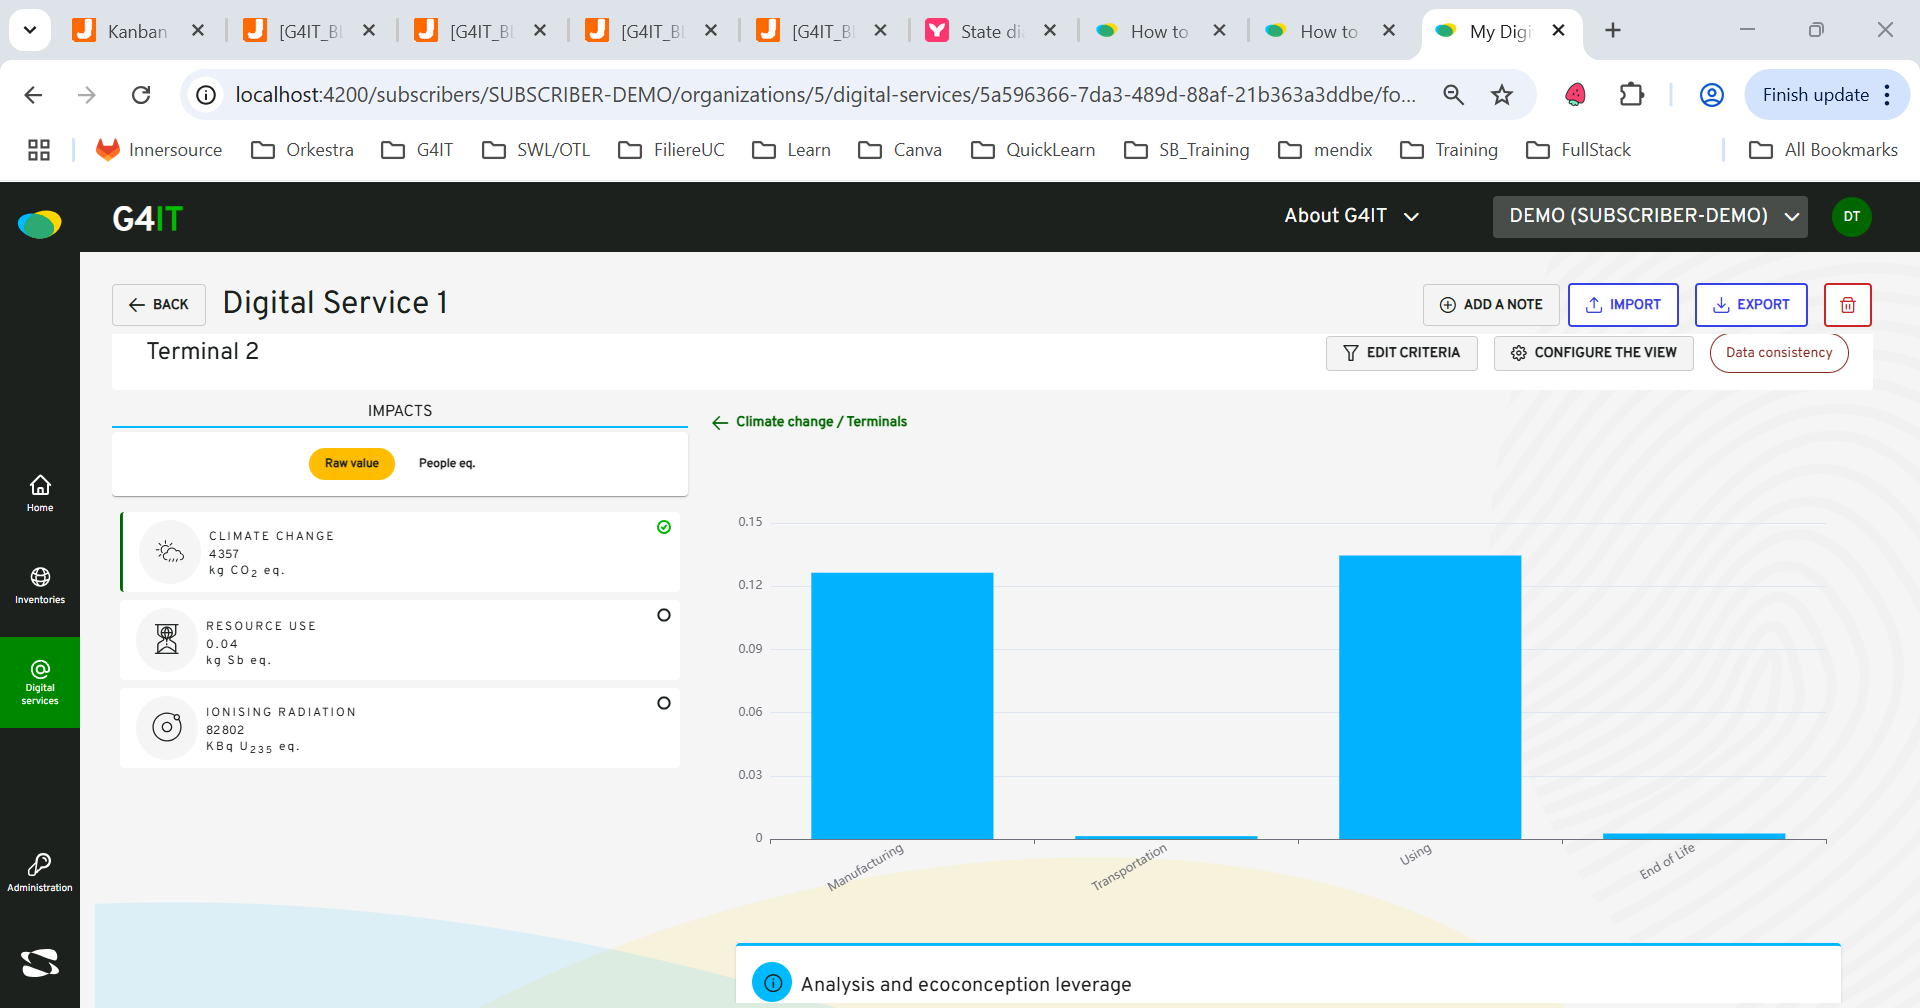 Kanban
[G4IT_BL
[G4IT_BL
[G4IT_B
[G4IT_B
State di
How to
How to
My Digi
localhost:4200/subscribers/SUBSCRIBER-DEMO/organizations/5/digital-services/5a596366-7da3-489d-88af-21b363a3ddbe/fo...
Finish update
Innersource
Orkestra
G4IT
SWL/OTL
FiliereUC
Learn
Canva
QuickLearn
SB_Training
mendix
Training
FullStack
All Bookmarks
G4IT
About G4IT
DEMO (SUBSCRIBER-DEMO)
DT
BACK
Digital Service 1
ADD A NOTE
IMPORT
EXPORT
Terminal 2
EDIT CRITERIA
CONFIGURE THE VIEW
Data consistency
IMPACTS
Raw value
People eq.
CLIMATE CHANGE
4357
kg CO2 eq.
RESOURCE USE
0.04
kg Sb eq.
IONISING RADIATION
82802
KBq U235 eq.
Home
Inventories
Digital
services
Administration
Climate change / Terminals
0.15
0.12
0.09
0.06
0.03
0
Manufacturing
Transportation
Using
End of Life
Analysis and ecoconception leverage